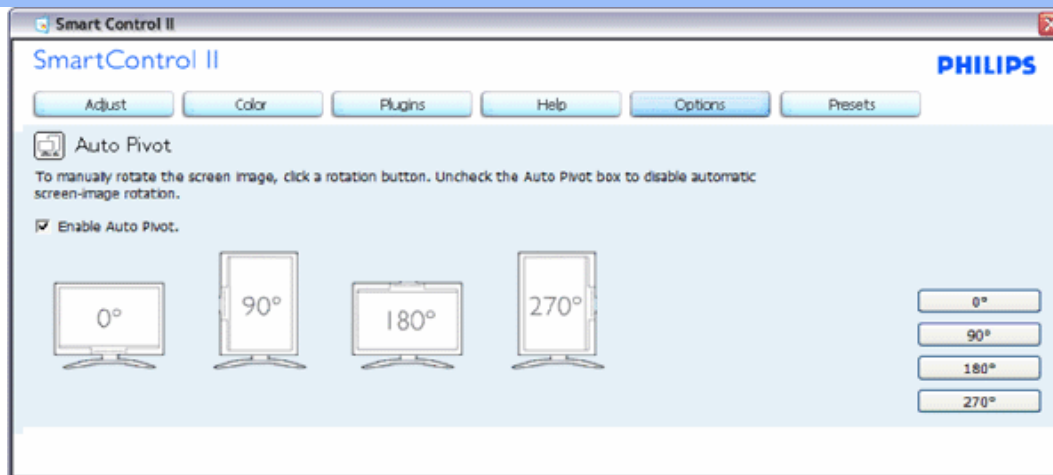 Smart Control II
SmartControl II
PHILIPS
Adjust
Color
Plugins
Help
Options
Presets
Auto Pivot
To manualy rotate the screen image, click a rotation button. Uncheck the Auto Pivot box to disable automatic
screen-image rotation.
Enable Auto Pivot.
0°
90°
180°
270°
0°
90°
180°
270°